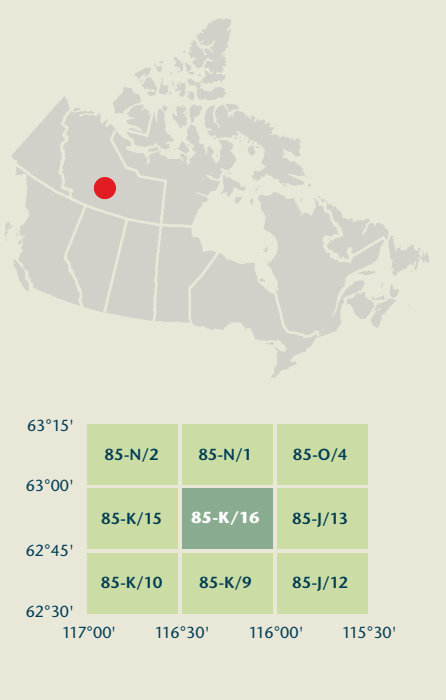 63°15'
85-N/2 85-N/1 85-O/4
63°00'
85-K/15 85-K/16 85-J/13
62°45'
85-K/10 85-K/9 85-J/12
62°30'
117°00' 116°30' 116°00' 115°30'